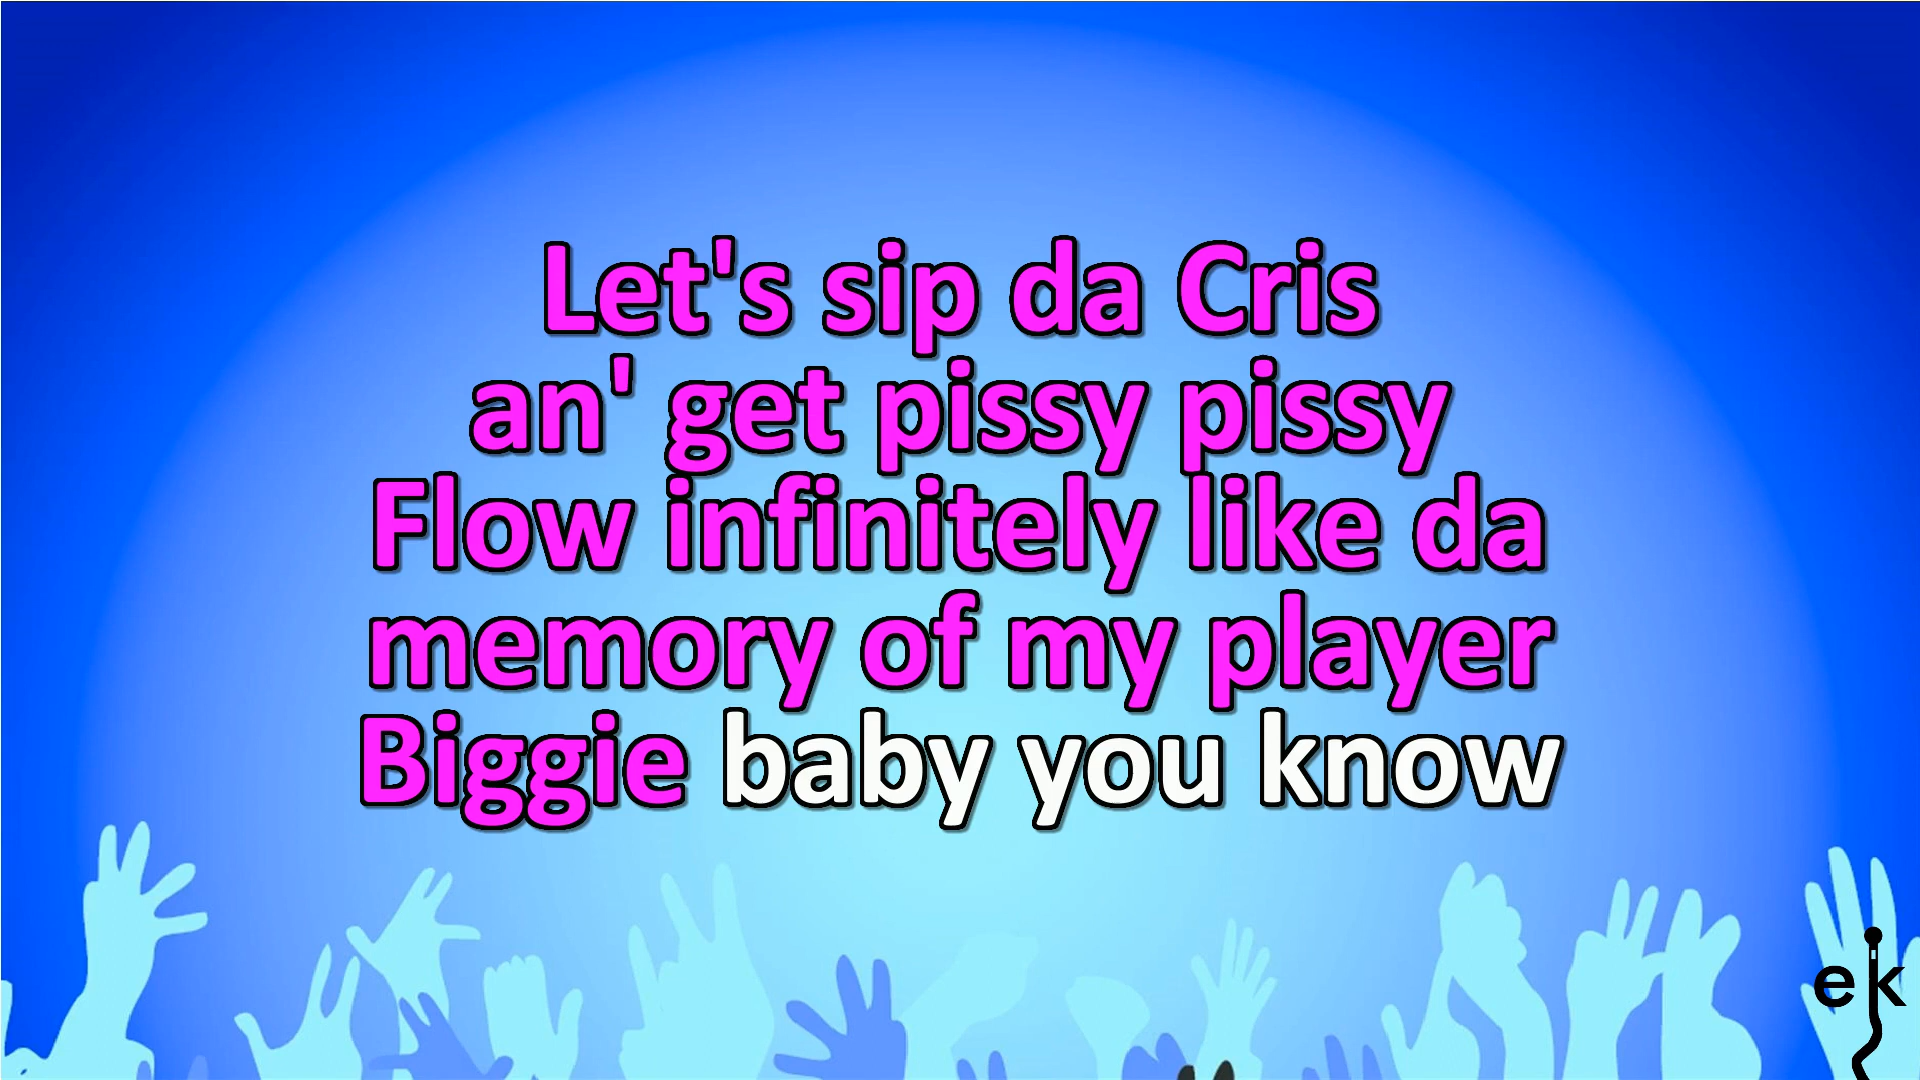 Let's sip da Cris
an' get pissy pissy
Flow infinitely like da
memory of my player
Biggie baby you know
ek